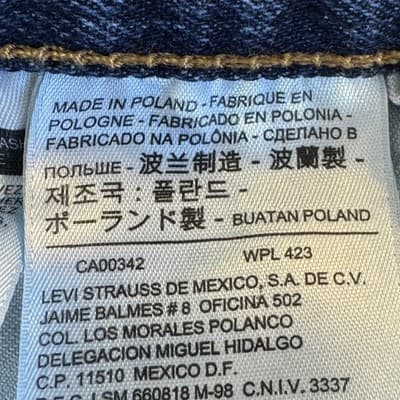 MADE IN POLAND - FABRIQUE EN
POLOGNE - FABRICADO EN POLONIA -
FABRICADO NA POLÔNIA - СДЕЛАНО В
ПОЛЬШЕ - 波兰制造 - 波蘭製 -
제조국 : 폴란드 -
ポーランド製 - BUATAN POLAND
CA00342 WPL 423
LEVI STRAUSS DE MEXICO, S.A. DE C.V.
JAIME BALMES # 8 OFICINA 502
COL. LOS MORALES POLANCO
DELEGACION MIGUEL HIDALGO
C.P. 11510 MEXICO D.F.
LSM 660818 M-98 C.N.I.V. 3337